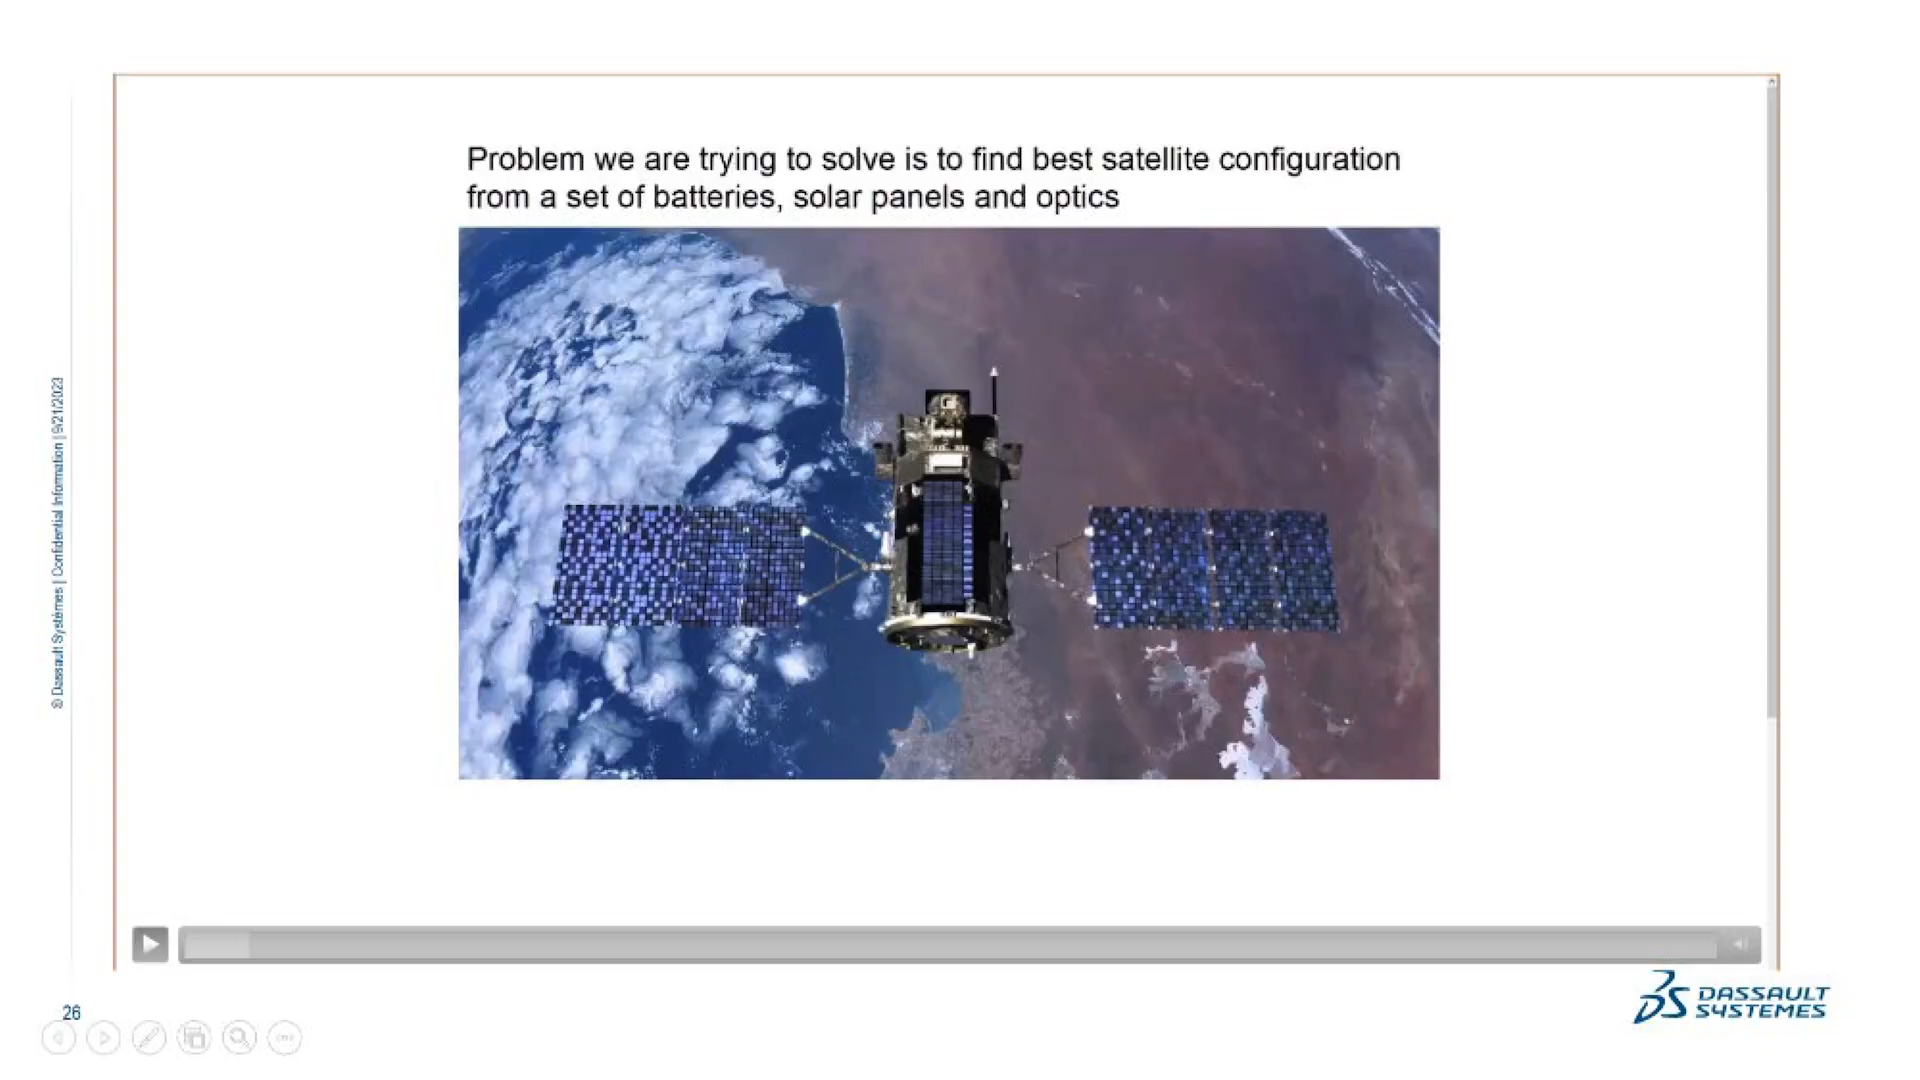 Problem we are trying to solve is to find best satellite configuration
from a set of batteries, solar panels and optics
© Dassault Systèmes | Confidential Information | 9/21/2023
26
DASSAULT
SYSTEMES